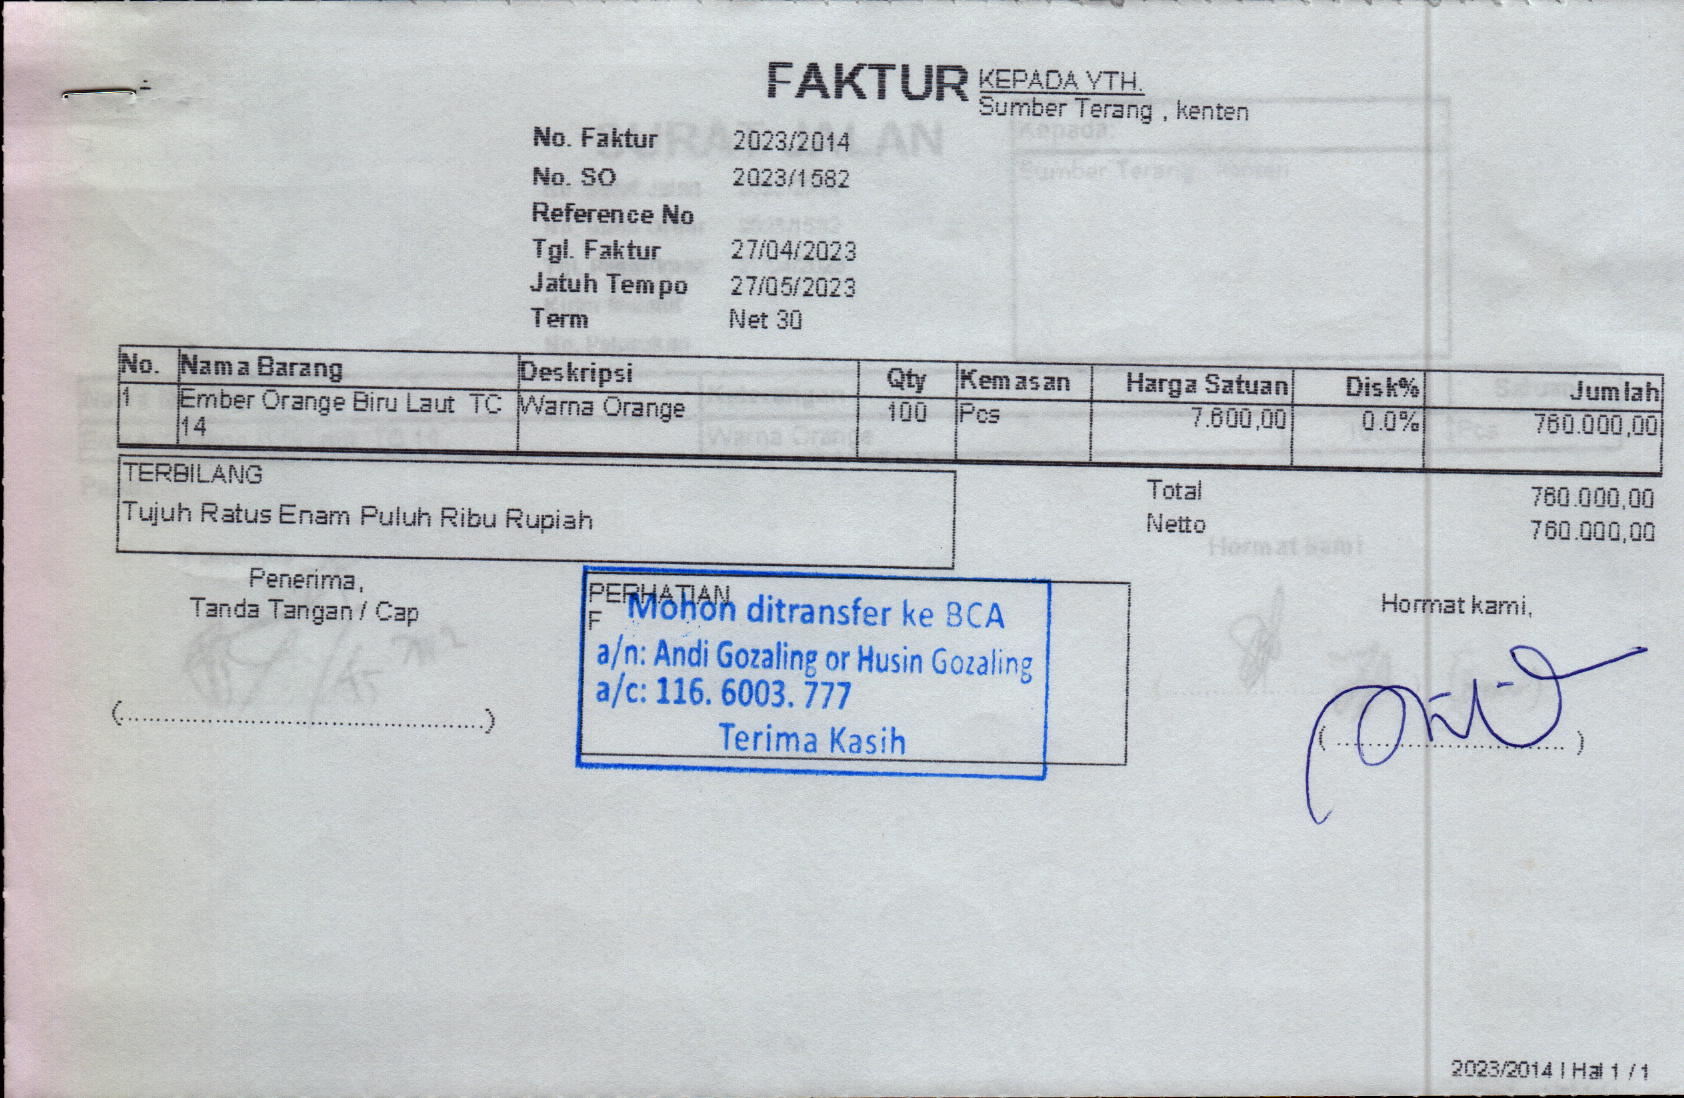 FAKTUR
KEPADA YTH.
Sumber Terang , kenten
No. Faktur 2023/2014
No. SO 2023/1582
Reference No
Tgl. Faktur 27/04/2023
Jatuh Tempo 27/05/2023
Term Net 30
No. Nama Barang Deskripsi Qty Kemasan Harga Satuan Disk% Jumlah
1 Ember Orange Biru Laut TC Warna Orange 100 Pcs 7.600,00 0.0% 760.000,00
14
TERBILANG
Tujuh Ratus Enam Puluh Ribu Rupiah
Total 760.000,00
Netto 760.000,00
Penerima,
Tanda Tangan / Cap
(..................................................)
PERHATIAN
F
Mohon ditransfer ke BCA
a/n: Andi Gozaling or Husin Gozaling
a/c: 116. 6003. 777
Terima Kasih
Hormat kami,
(..................................)
2023/2014 | Hal 1 / 1